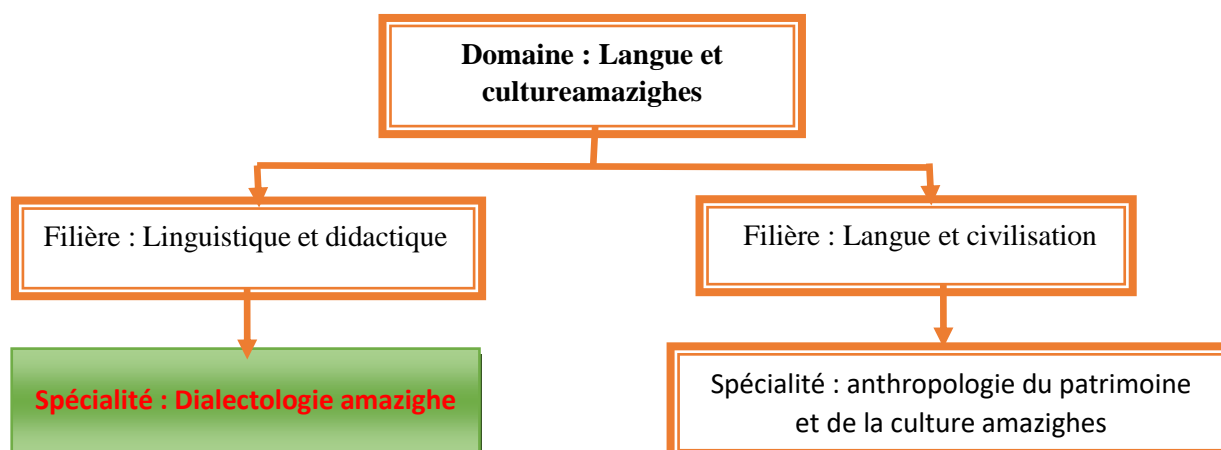 Domaine : Langue et
cultureamazighes
Filière : Linguistique et didactique
Filière : Langue et civilisation
Spécialité : Dialectologie amazighe
Spécialité : anthropologie du patrimoine
et de la culture amazighes